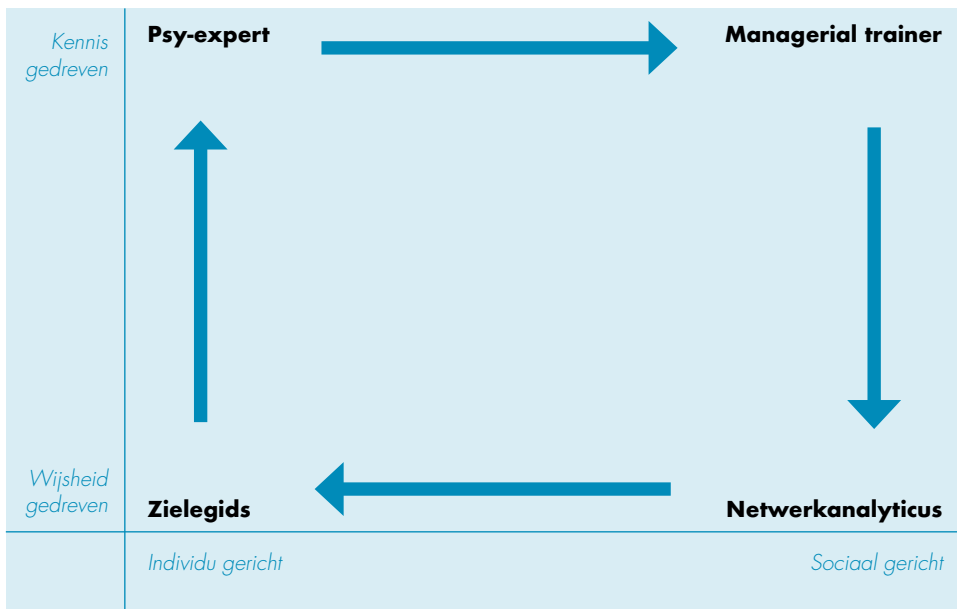 Kennis
gedreven
Psy-expert
Managerial trainer
Wijsheid
gedreven
Zielegids
Netwerkanalyticus
Individu gericht
Sociaal gericht